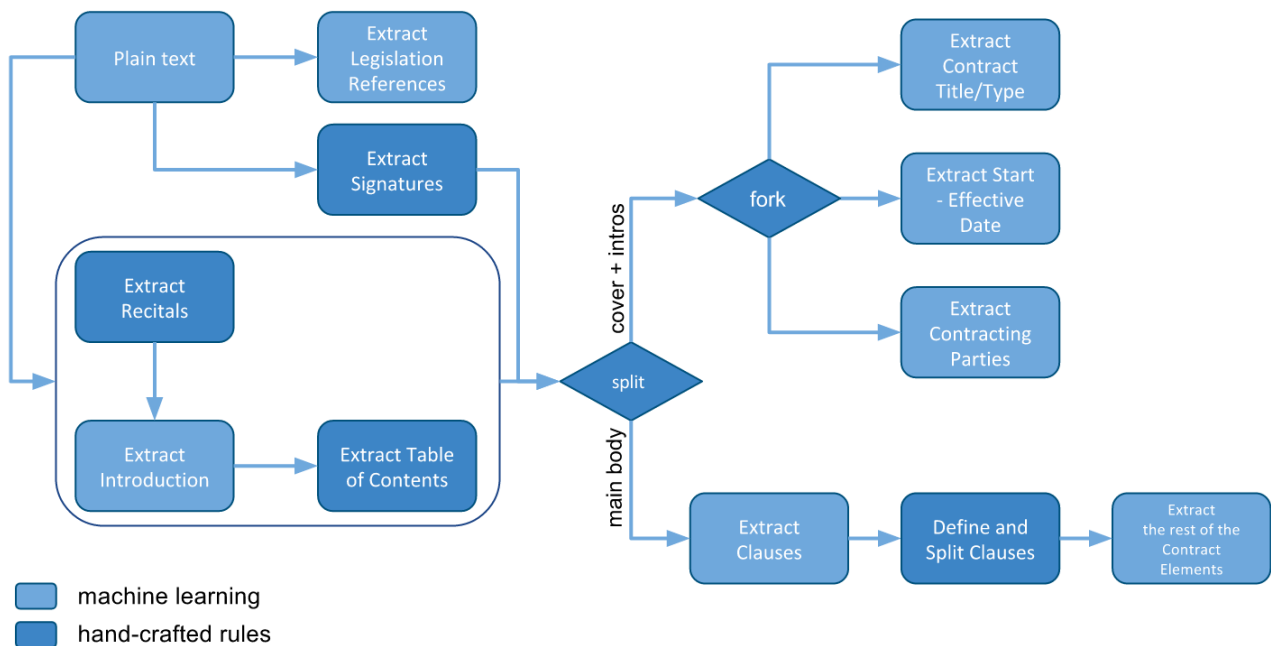 Plain text
Extract
Legislation
References
Extract
Signatures
Extract
Recitals
Extract
Introduction
Extract Table
of Contents
split
cover + intros
main body
fork
Extract
Contract
Title/Type
Extract Start
- Effective
Date
Extract
Contracting
Parties
Extract
Clauses
Define and
Split Clauses
Extract
the rest of the
Contract
Elements
machine learning
hand-crafted rules